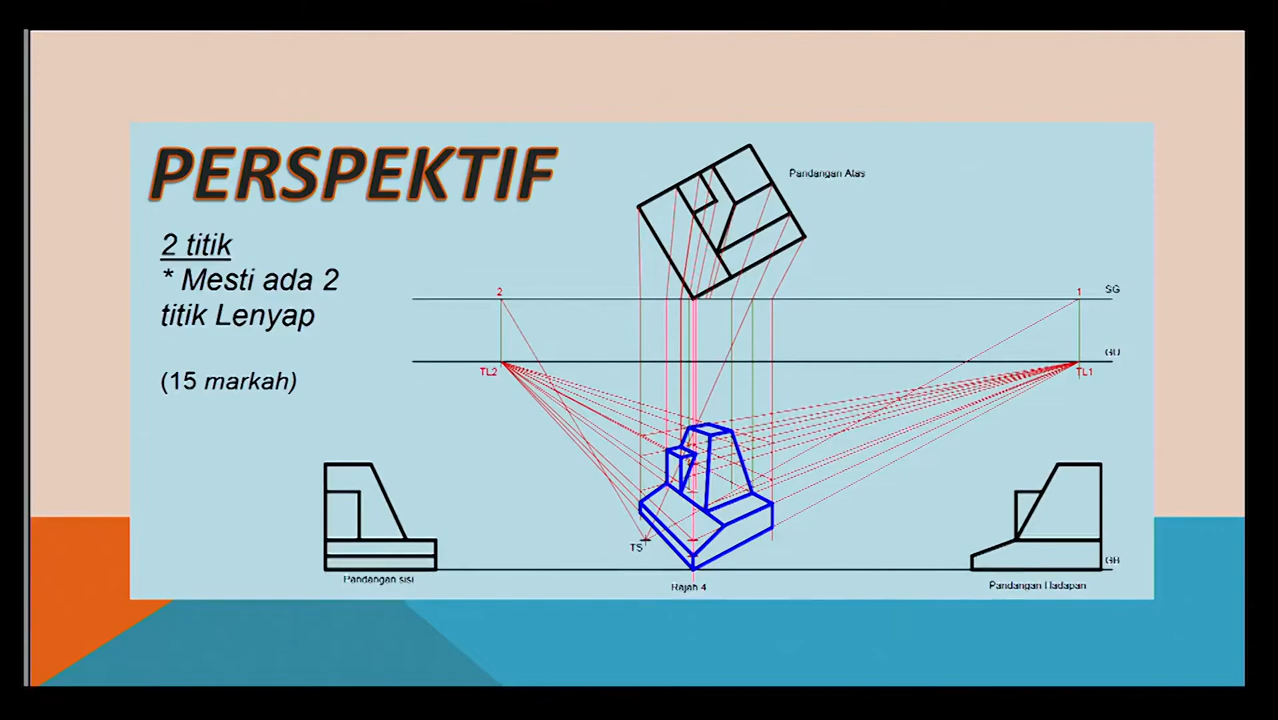 PERSPEKTIF
Pandangan Atas
2 titik
* Mesti ada 2
titik Lenyap
(15 markah)
2
1
SG
GU
TL2
TL1
TS
GH
Pandangan sisi
Rajah 4
Pandangan Hadapan